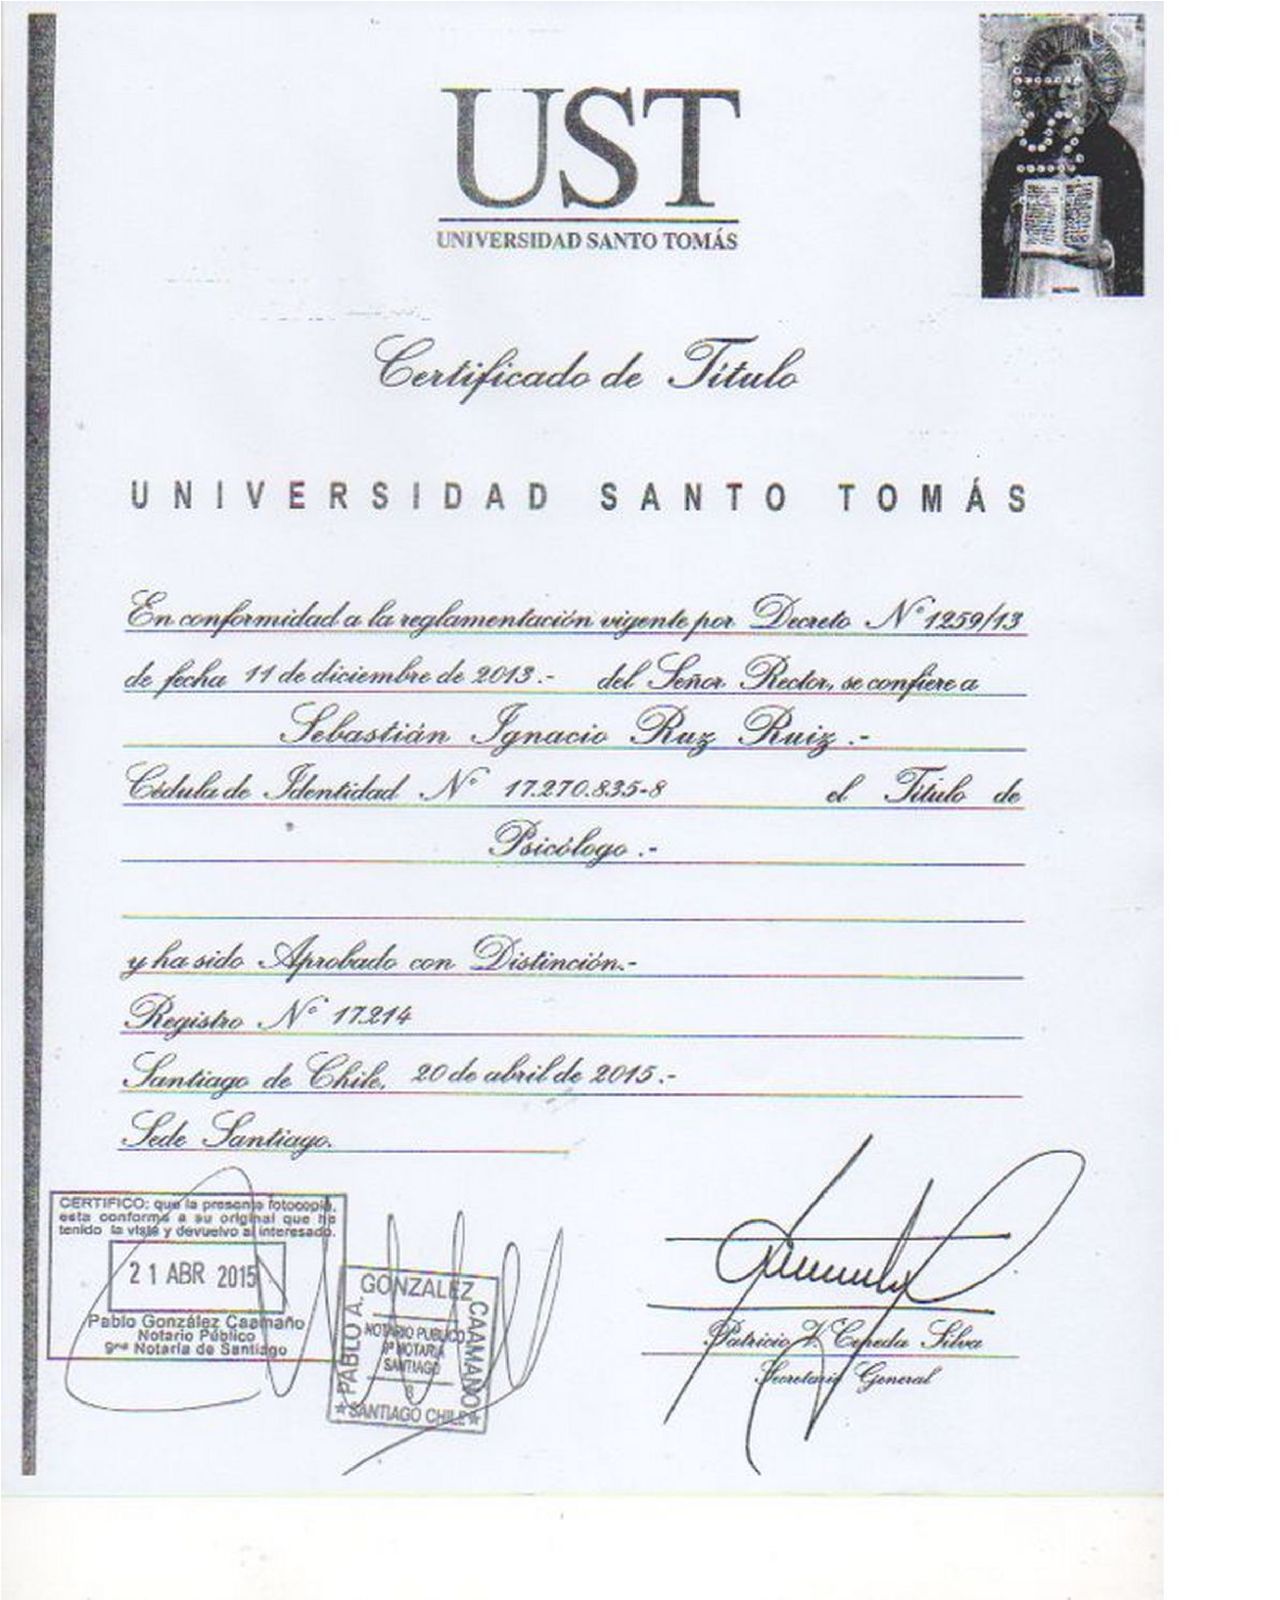 UST
UST
UNIVERSIDAD SANTO TOMÁS
Certificado de Título
UNIVERSIDAD SANTO TOMÁS
En conformidad a la reglamentación vigente por Decreto N° 1259/13
de fecha 11 de diciembre de 2013.- del Señor Rector, se confiere a
Sebastián Ignacio Ruz Ruiz.-
Cédula de Identidad N° 17.270.835-8 el Título de
Psicólogo.-
y ha sido Aprobado con Distinción.-
Registro N° 17214
Santiago de Chile, 20 de abril de 2015.-
Sede Santiago.
CERTIFICO: que la presente fotocopia,
esta conforme a su original que he
tenido la vista y devuelvo al interesado.
21 ABR 2015
Pablo González Caamaño
Notario Público
9na Notaria de Santiago
PABLO A. GONZALEZ CAAMAÑO
NOTARIO PUBLICO
9ª NOTARIA
SANTIAGO
★ SANTIAGO CHILE ★
Patricio V. Cepeda Silva
Secretario General